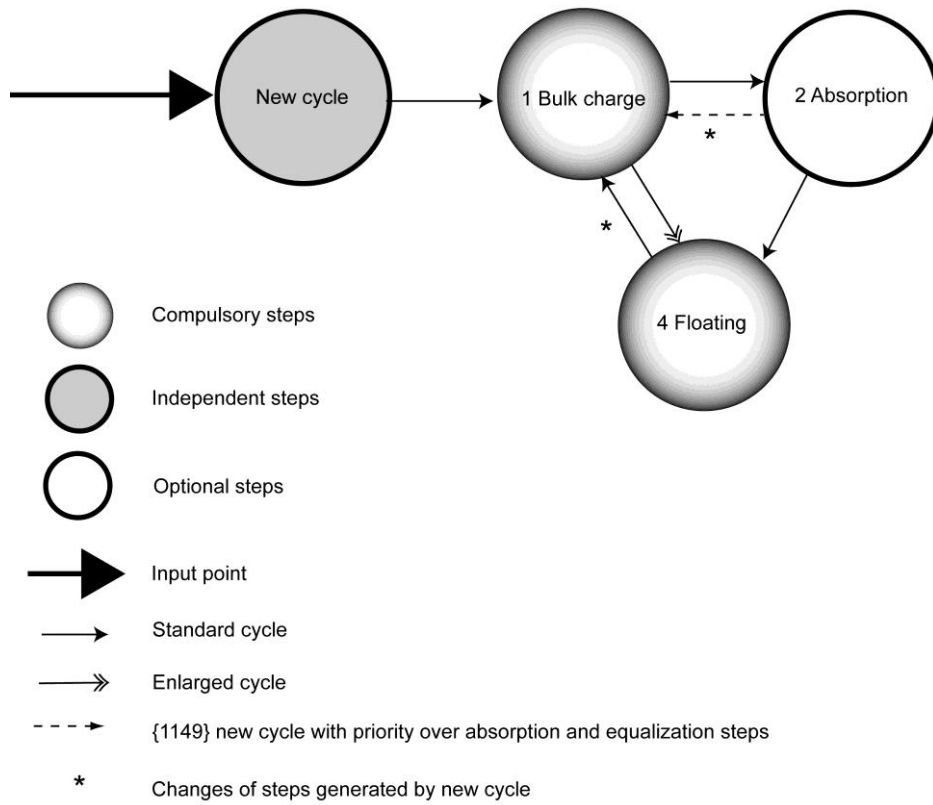 New cycle
1 Bulk charge
2 Absorption
*
*
4 Floating
Compulsory steps
Independent steps
Optional steps
Input point
Standard cycle
Enlarged cycle
{1149} new cycle with priority over absorption and equalization steps
* Changes of steps generated by new cycle